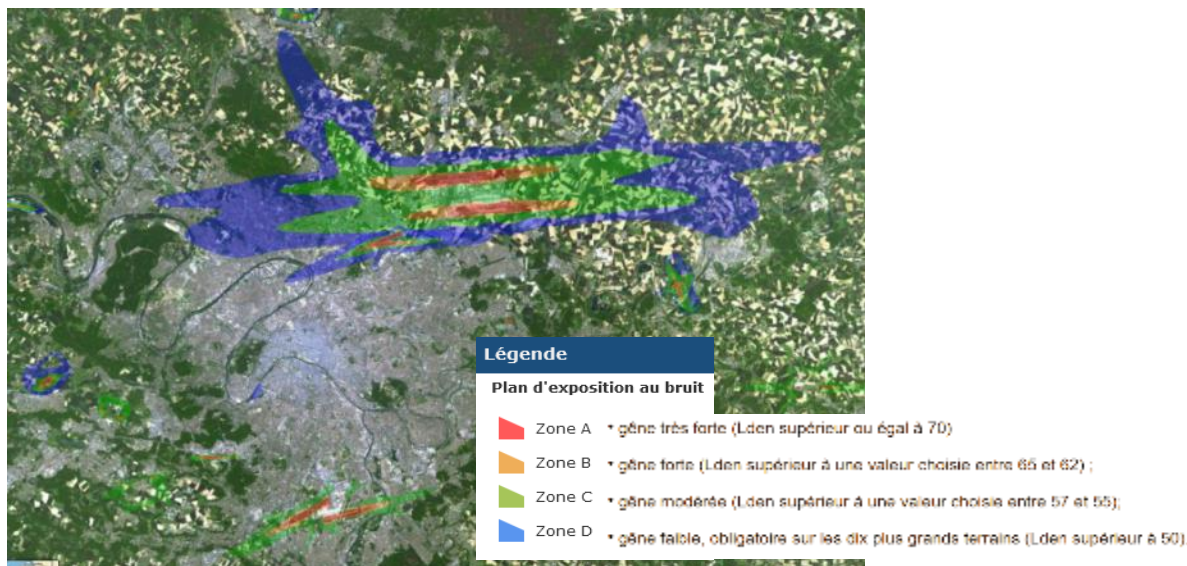 Légende
Plan d'exposition au bruit
Zone A * gêne très forte (Lden supérieur ou égal à 70)
Zone B * gêne forte (Lden supérieur à une valeur choisie entre 65 et 62) ;
Zone C * gêne modérée (Lden supérieur à une valeur choisie entre 57 et 55);
Zone D * gêne faible, obligatoire sur les dix plus grands terrains (Lden supérieur à 50)